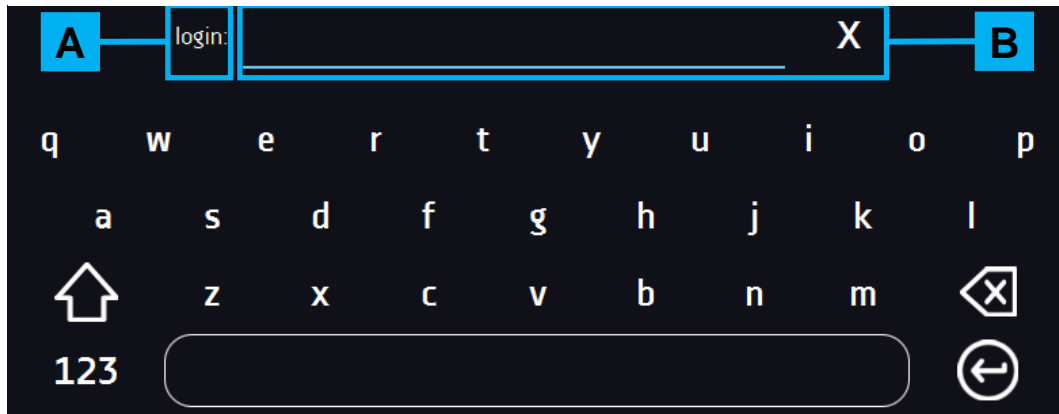 A login: X B
q w e r t y u i o p
a s d f g h j k l
z x c v b n m
123